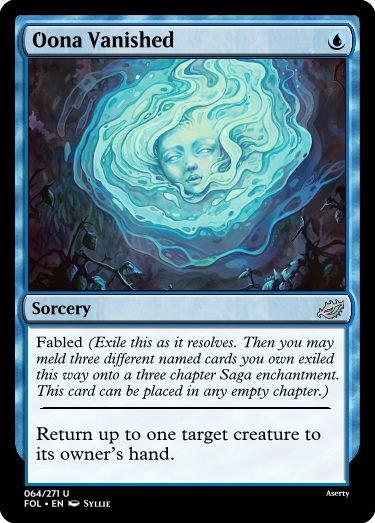 Oona Vanished
Sorcery
Fabled (Exile this as it resolves. Then you may
meld three different named cards you own exiled
this way onto a three chapter Saga enchantment.
This card can be placed in any empty chapter.)
Return up to one target creature to
its owner's hand.
064/271 U
FOL • EN Syllie
Aserty